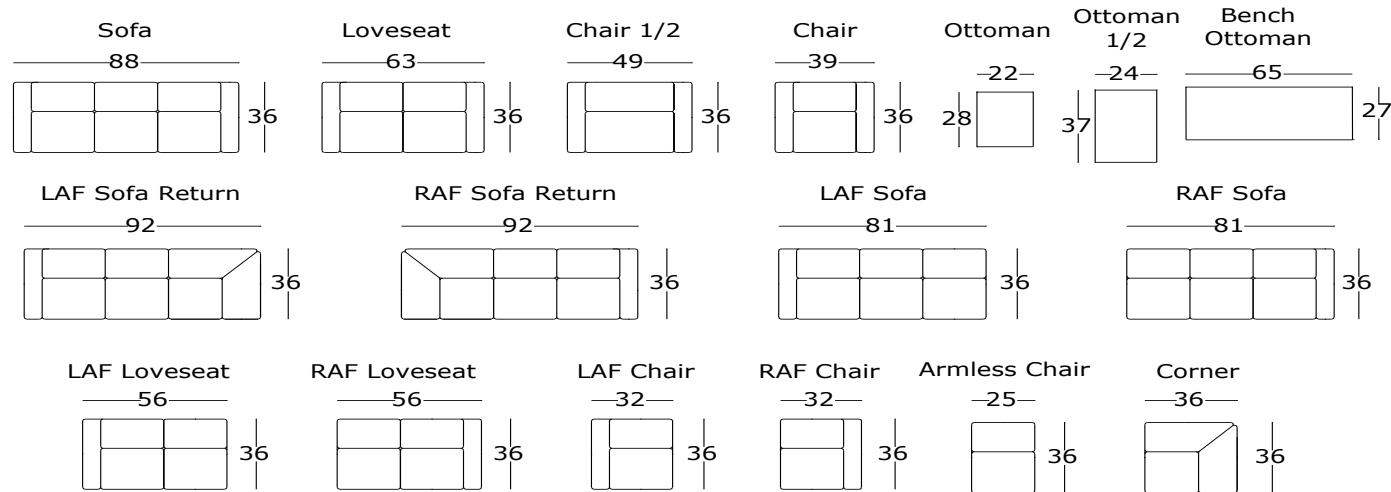 Sofa
88
36
Loveseat
63
36
Chair 1/2
49
36
Chair
39
36
Ottoman
22
28
Ottoman
1/2
24
37
Bench
Ottoman
65
27
LAF Sofa Return
92
36
RAF Sofa Return
92
36
LAF Sofa
81
36
RAF Sofa
81
36
LAF Loveseat
56
36
RAF Loveseat
56
36
LAF Chair
32
36
RAF Chair
32
36
Armless Chair
25
36
Corner
36
36